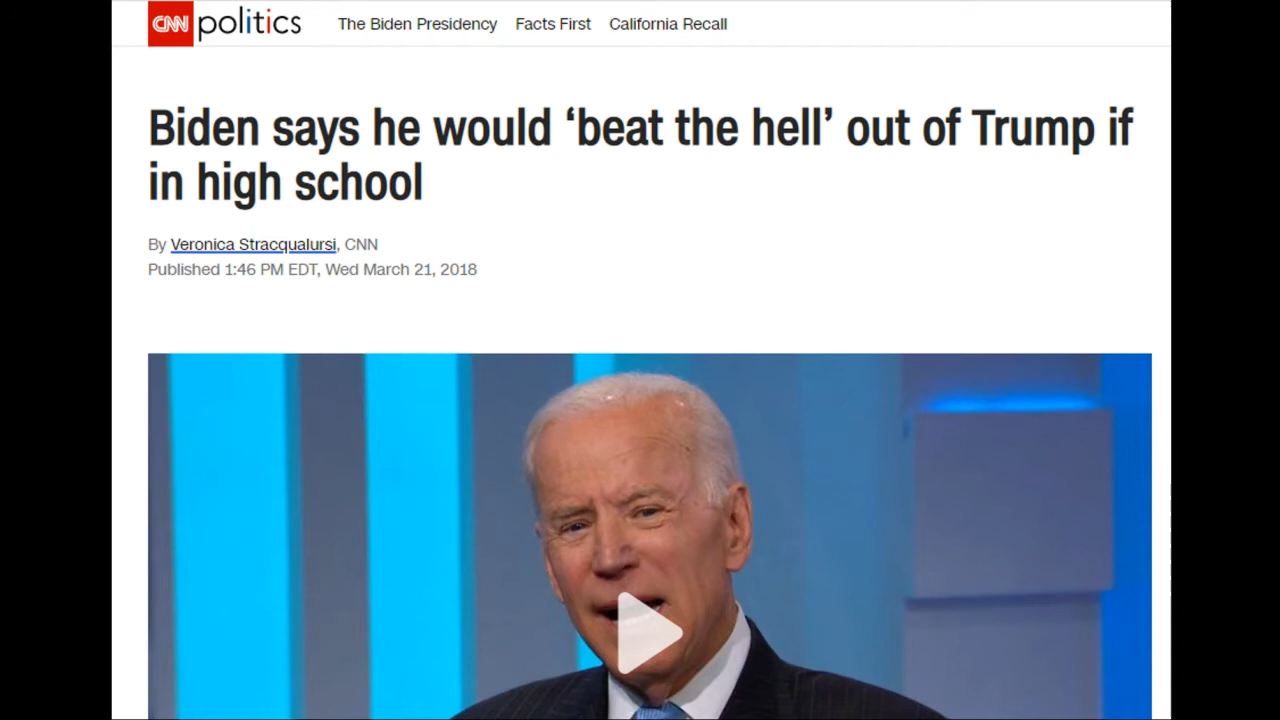 CNN politics The Biden Presidency Facts First California Recall
Biden says he would ‘beat the hell’ out of Trump if
in high school
By Veronica Stracqualursi, CNN
Published 1:46 PM EDT, Wed March 21, 2018